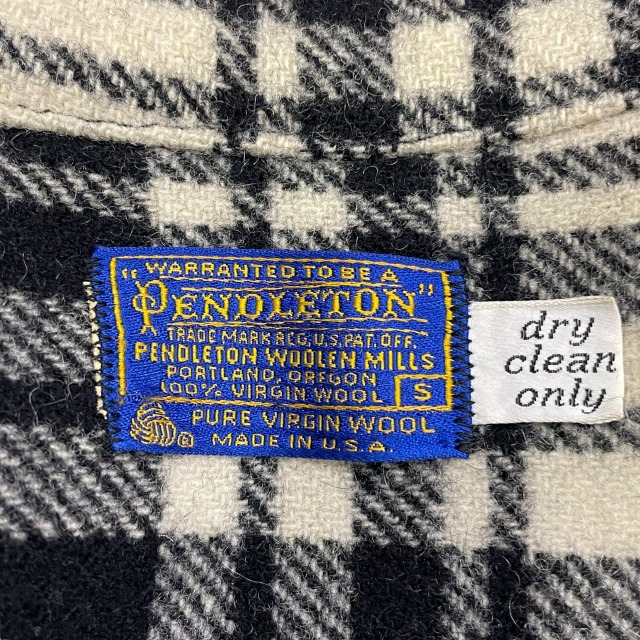 "WARRANTED TO BE A
PENDLETON"
TRADE MARK REG. U.S. PAT. OFF.
PENDLETON WOOLEN MILLS
PORTLAND, OREGON
100% VIRGIN WOOL S
PURE VIRGIN WOOL
® MADE IN U.S.A.
dry
clean
only